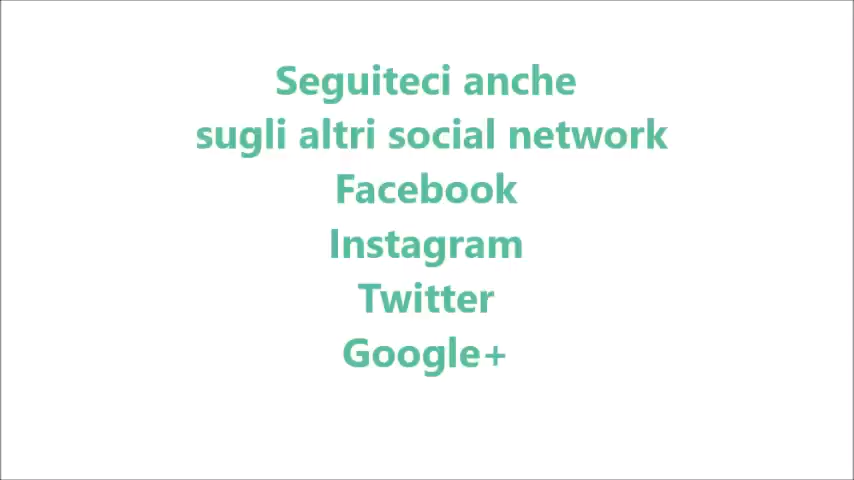 Seguiteci anche
sugli altri social network
Facebook
Instagram
Twitter
Google+